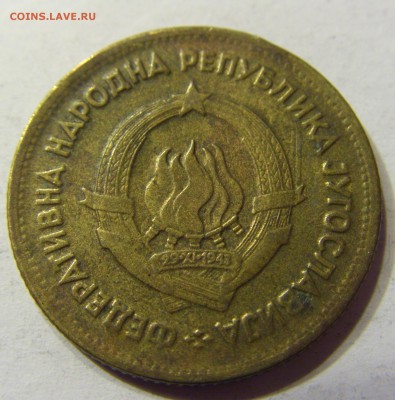 COINS.LAVE.RU
ФЕДЕРАТИВНА НАРОДНА РЕПУБЛИКА ЈУГОСЛАВИЈА
29·XI·1943